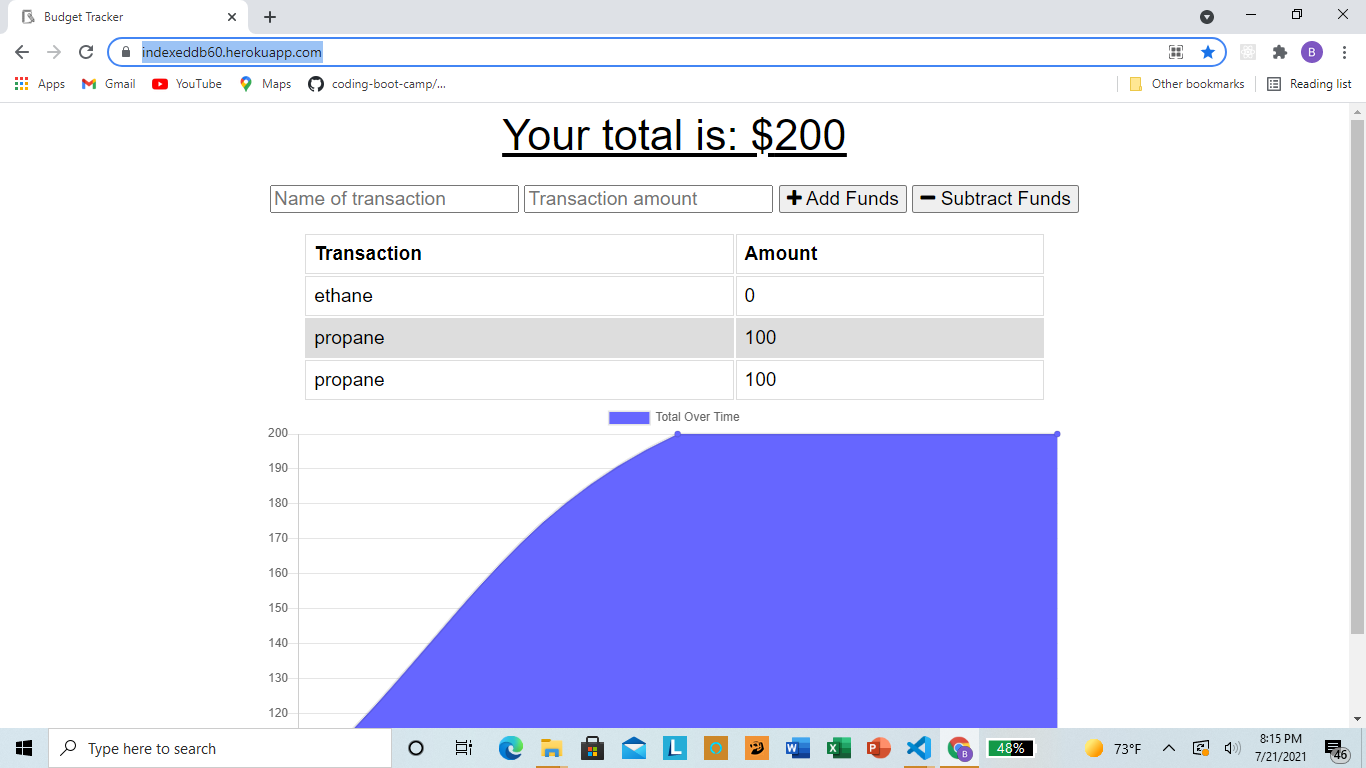 Budget Tracker
indexeddb60.herokuapp.com
B
Apps Gmail YouTube Maps coding-boot-camp/... Other bookmarks Reading list
Your total is: $200
Name of transaction Transaction amount Add Funds Subtract Funds
Transaction Amount
ethane 0
propane 100
propane 100
Total Over Time
200
190
180
170
160
150
140
130
120
Type here to search
L
B
48%
73°F
8:15 PM
7/21/2021
46